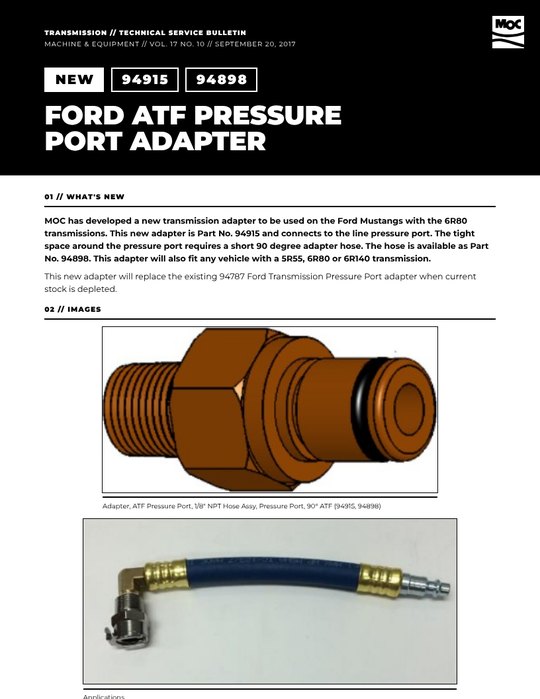 TRANSMISSION // TECHNICAL SERVICE BULLETIN
MACHINE & EQUIPMENT // VOL. 17 NO. 10 // SEPTEMBER 20, 2017
MOC
NEW 94915 94898
FORD ATF PRESSURE
PORT ADAPTER
01 // WHAT'S NEW
MOC has developed a new transmission adapter to be used on the Ford Mustangs with the 6R80
transmissions. This new adapter is Part No. 94915 and connects to the line pressure port. The tight
space around the pressure port requires a short 90 degree adapter hose. The hose is available as Part
No. 94898. This adapter will also fit any vehicle with a 5R55, 6R80 or 6R140 transmission.
This new adapter will replace the existing 94787 Ford Transmission Pressure Port adapter when current
stock is depleted.
02 // IMAGES
Adapter, ATF Pressure Port, 1/8" NPT Hose Assy, Pressure Port, 90° ATF (94915, 94898)
Applications